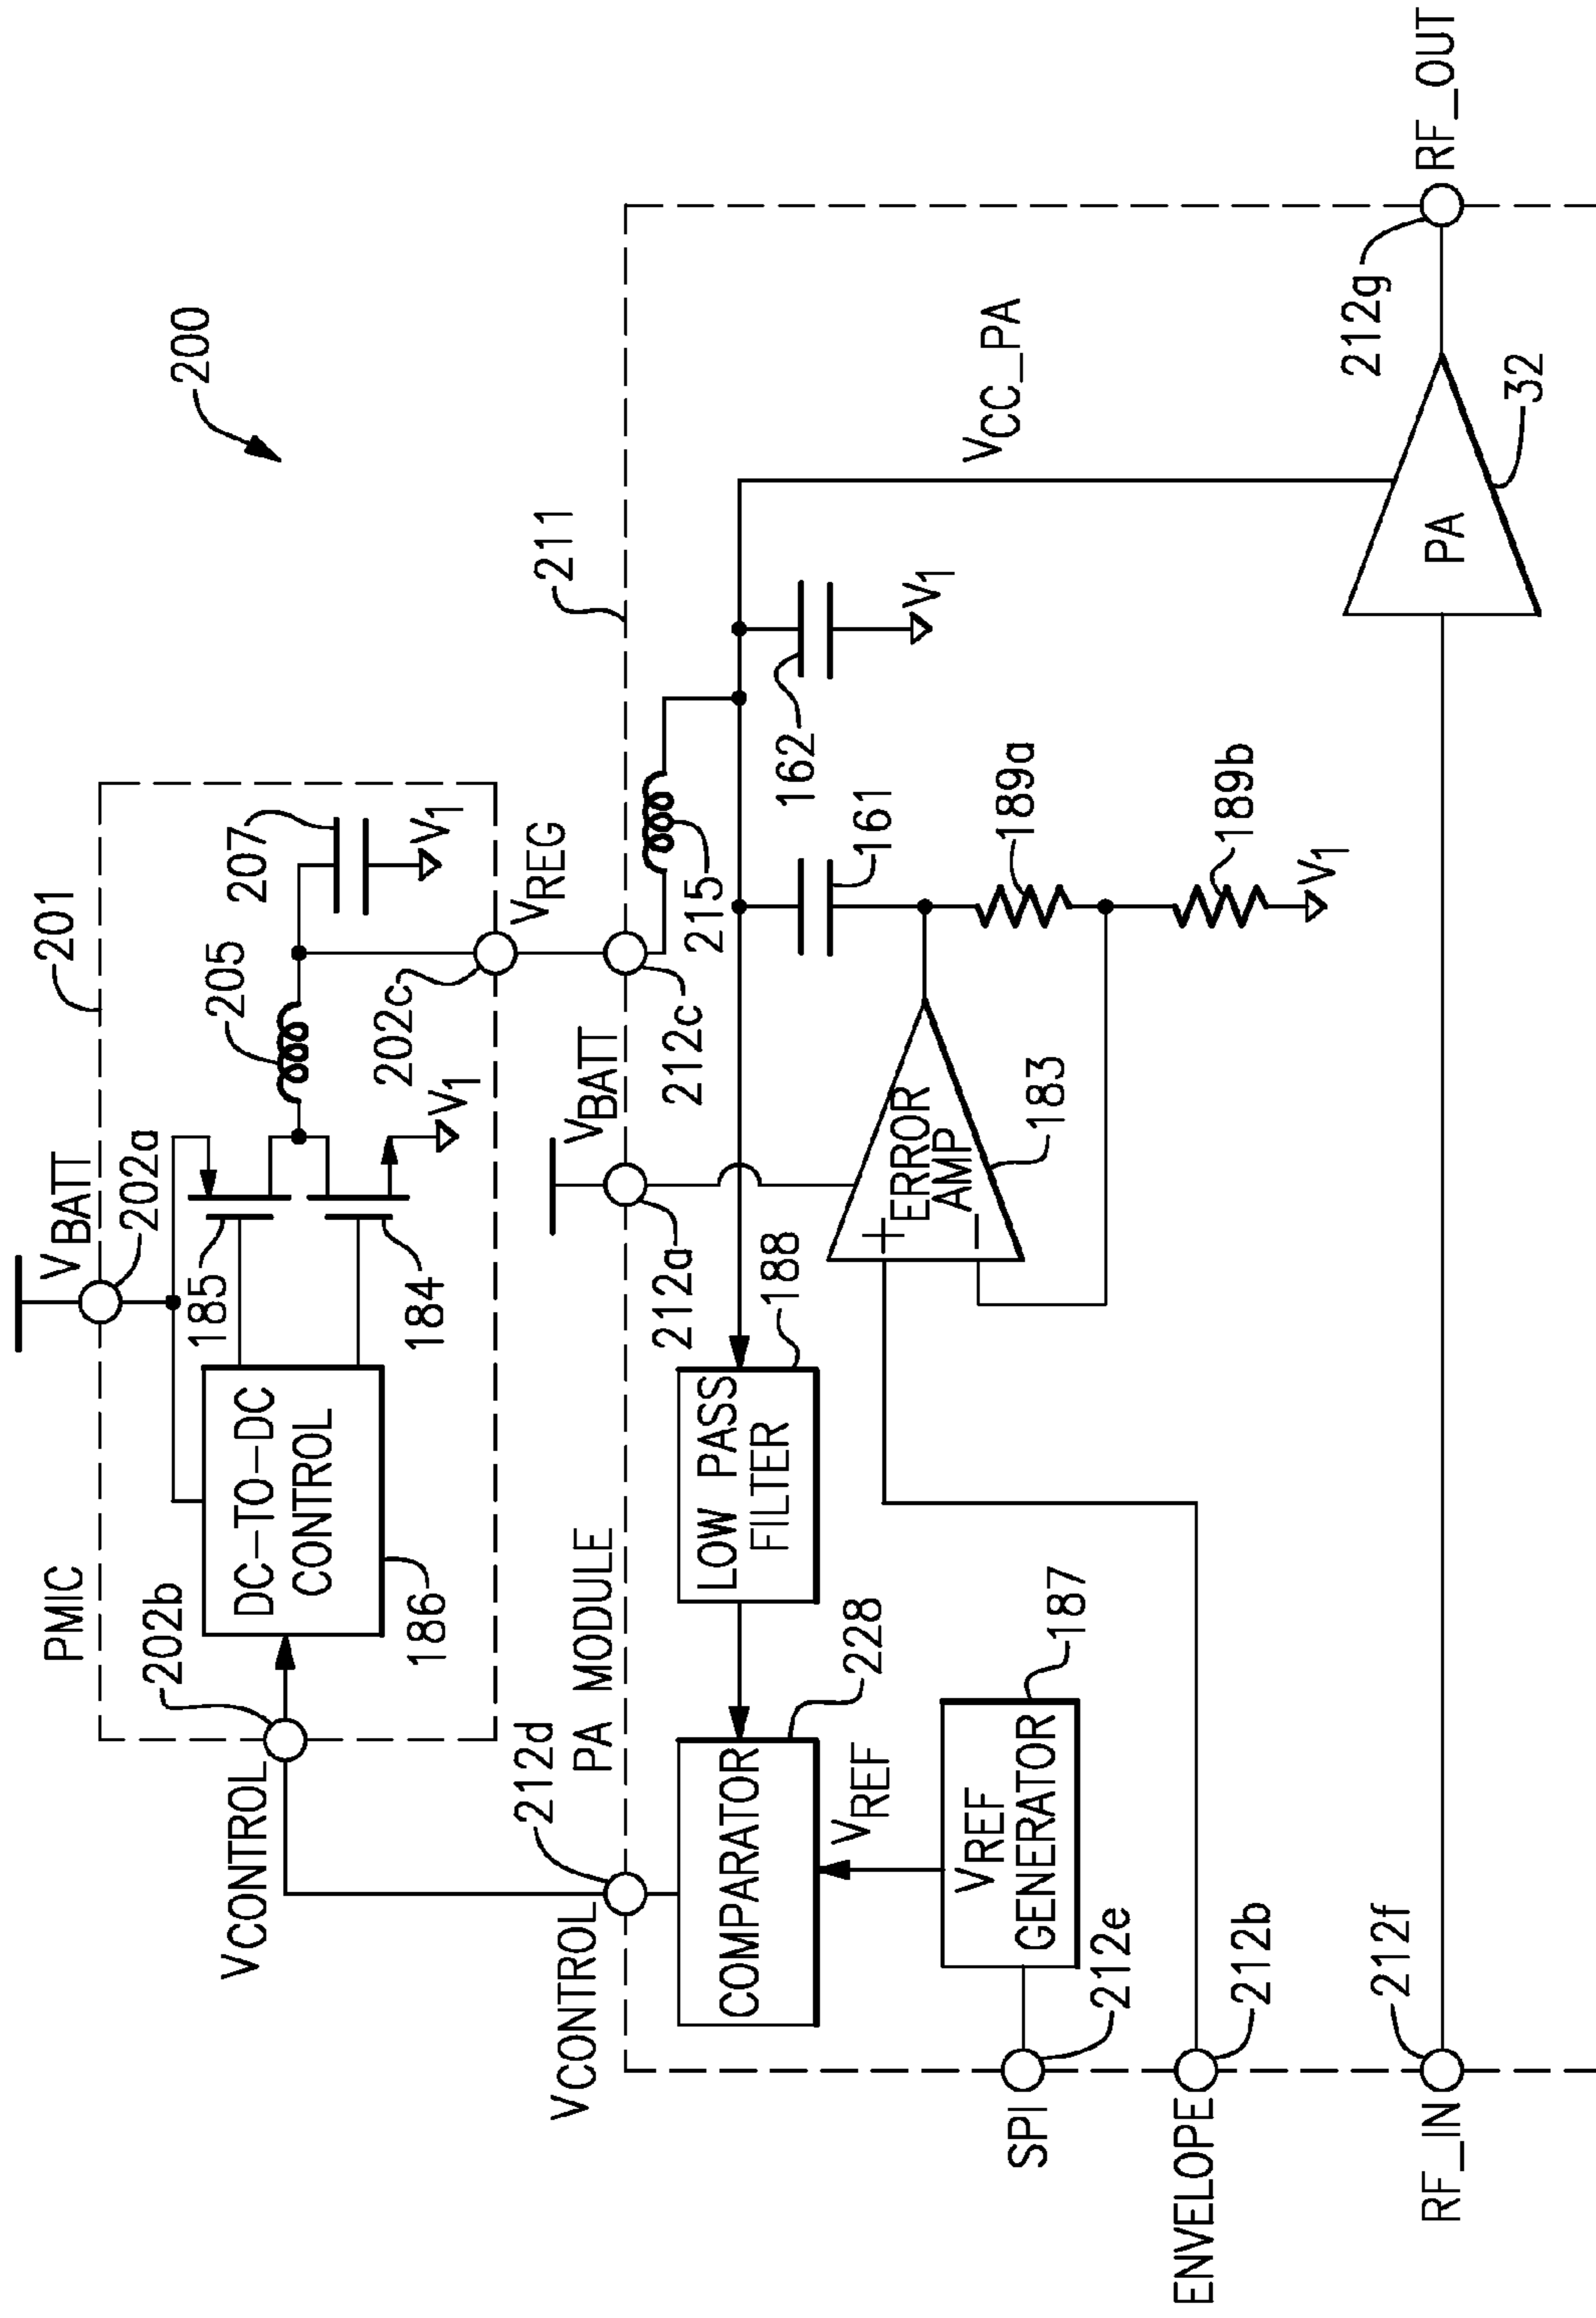 200
201
PMIC
V BATT
202a
202b
VCONTROL
DC-TO-DC
CONTROL
186
185
184
V1
205
207
V1
202c
VREG
211
PA MODULE
VCONTROL
212d
VBATT
212a
212c
215
COMPARATOR
228
LOW PASS
FILTER
188
VREF
VREF
GENERATOR
187
+
ERROR
AMP
−
183
161
162
V1
189a
189b
V1
VCC_PA
SPI
212e
ENVELOPE
212b
RF_IN
212f
PA
32
212g
RF_OUT